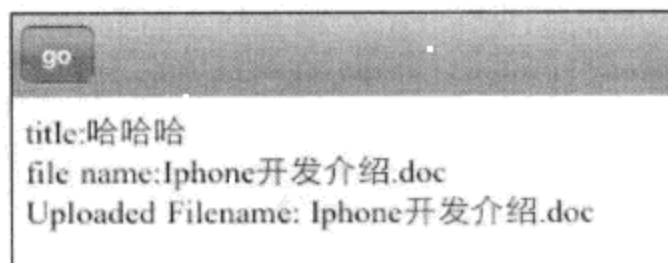 go
title:哈哈哈
file name:Iphone开发介绍.doc
Uploaded Filename: Iphone开发介绍.doc